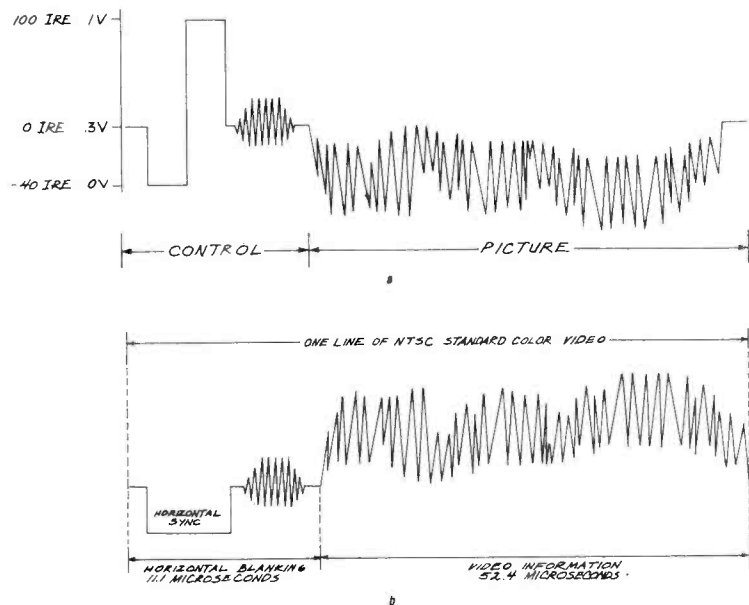 100 IRE 1V
0 IRE .3V
-40 IRE 0V
CONTROL
PICTURE
a
ONE LINE OF NTSC STANDARD COLOR VIDEO
HORIZONTAL
SYNC
HORIZONTAL BLANKING
11.1 MICROSECONDS
VIDEO INFORMATION
52.4 MICROSECONDS.
b